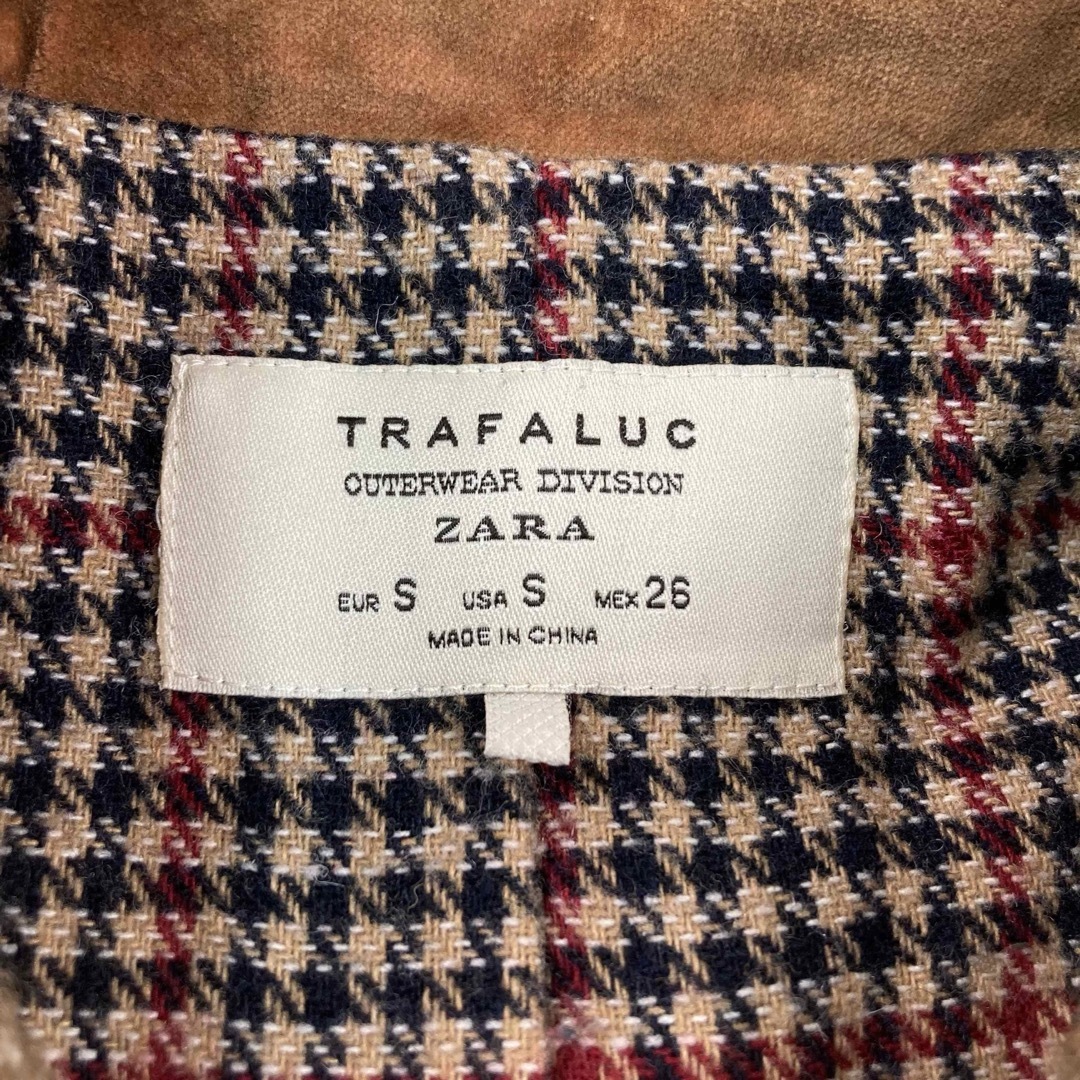 TRAFALUC
OUTERWEAR DIVISION
ZARA
EUR S USA S MEX 26
MADE IN CHINA